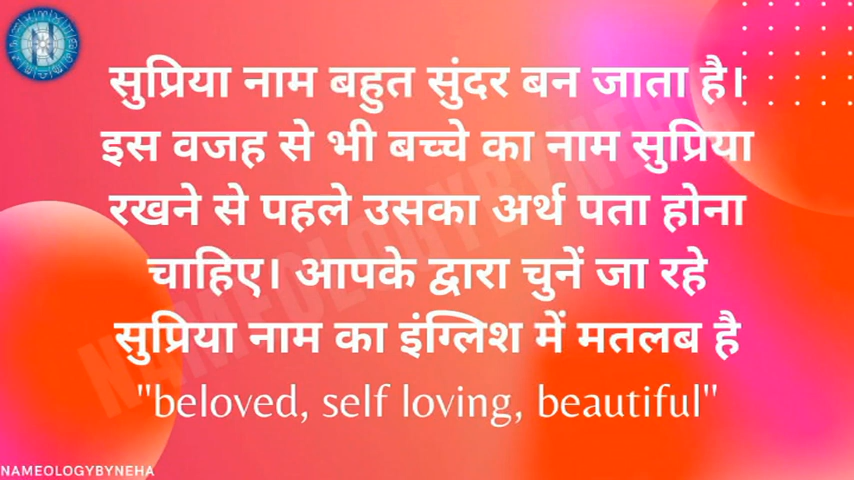 सुप्रिया नाम बहुत सुंदर बन जाता है।
इस वजह से भी बच्चे का नाम सुप्रिया
रखने से पहले उसका अर्थ पता होना
चाहिए। आपके द्वारा चुनें जा रहे
सुप्रिया नाम का इंग्लिश में मतलब है
"beloved, self loving, beautiful"
NAMEOLOGYBYNEHA
NAMEOLOGYBYNEHA